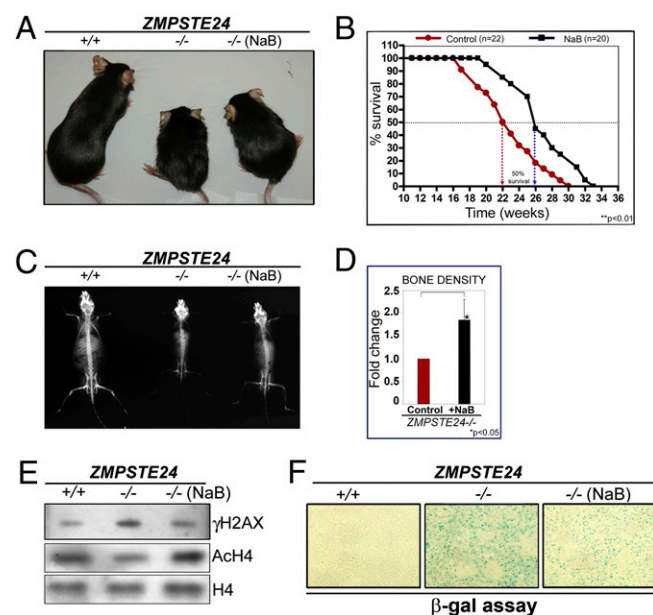 A
ZMPSTE24
+/+ -/- -/- (NaB)
B
Control (n=22) NaB (n=20)
% survival
110
100
90
80
70
60
50
40
30
20
10
0
50%
survival
10 12 14 16 18 20 22 24 26 28 30 32 34 36
Time (weeks)
**p<0.01
C
ZMPSTE24
+/+ -/- -/- (NaB)
D
BONE DENSITY
Fold change
2.5
2.0
1.5
1.0
0.5
0
*
Control +NaB
ZMPSTE24-/-
*p<0.05
E
ZMPSTE24
+/+ -/- -/- (NaB)
γH2AX
AcH4
H4
F
ZMPSTE24
+/+ -/- -/- (NaB)
β-gal assay